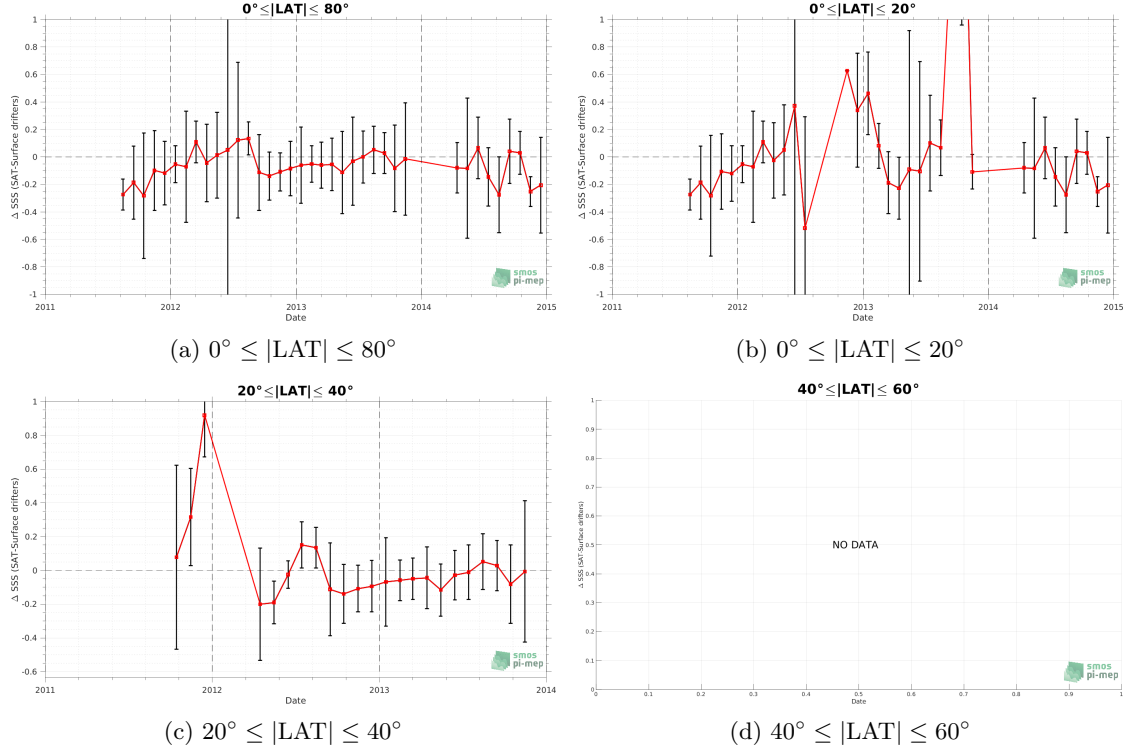 0°≤|LAT|≤ 80°
Δ SSS (SAT-Surface drifters)
1
0.8
0.6
0.4
0.2
0
-0.2
-0.4
-0.6
-0.8
-1
2011
2012
2013
2014
2015
Date
smos
pi-mep
(a) 0° ≤ |LAT| ≤ 80°
0°≤|LAT|≤ 20°
Δ SSS (SAT-Surface drifters)
1
0.8
0.6
0.4
0.2
0
-0.2
-0.4
-0.6
-0.8
-1
2011
2012
2013
2014
2015
Date
smos
pi-mep
(b) 0° ≤ |LAT| ≤ 20°
20°≤|LAT|≤ 40°
Δ SSS (SAT-Surface drifters)
1
0.8
0.6
0.4
0.2
0
-0.2
-0.4
-0.6
2011
2012
2013
2014
Date
smos
pi-mep
(c) 20° ≤ |LAT| ≤ 40°
40°≤|LAT|≤ 60°
Δ SSS (SAT-Surface drifters)
1
0.9
0.8
0.7
0.6
0.5
0.4
0.3
0.2
0.1
0
NO DATA
0
0.1
0.2
0.3
0.4
0.5
0.6
0.7
0.8
0.9
1
Date
smos
pi-mep
(d) 40° ≤ |LAT| ≤ 60°